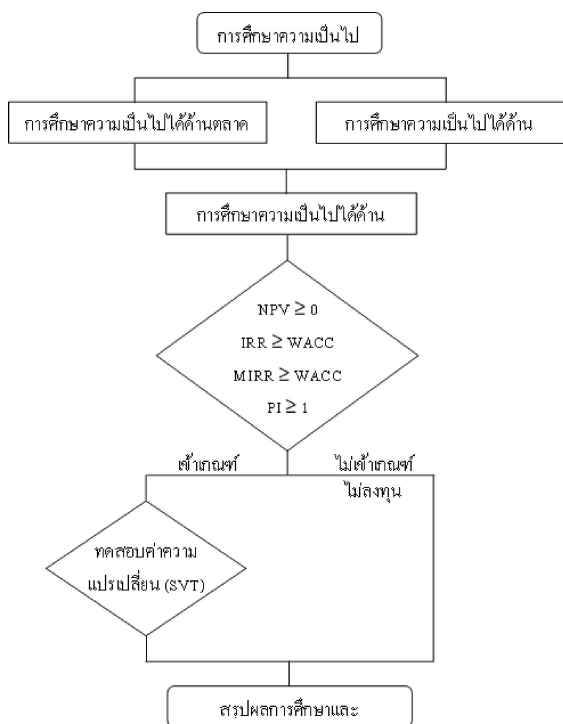 การศึกษาความเป็นไป
การศึกษาความเป็นไปได้ด้านตลาด
การศึกษาความเป็นไปได้ด้าน
การศึกษาความเป็นไปได้ด้าน
NPV ≥ 0
IRR ≥ WACC
MIRR ≥ WACC
PI ≥ 1
เข้าเกณฑ์
ไม่เข้าเกณฑ์
ไม่ลงทุน
ทดสอบค่าความ
แปรเปลี่ยน (SVT)
สรุปผลการศึกษาและ